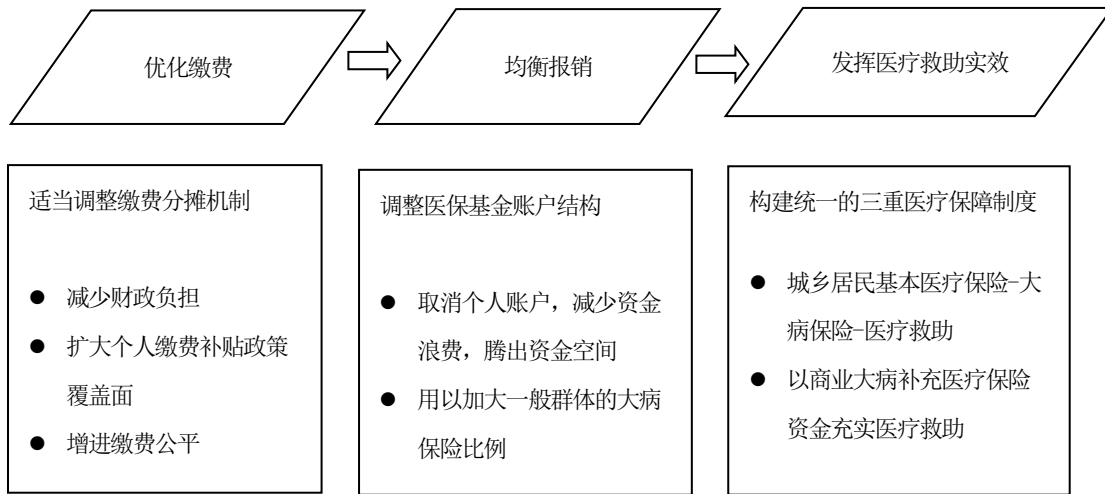 优化缴费
均衡报销
发挥医疗救助实效
适当调整缴费分摊机制
● 减少财政负担
● 扩大个人缴费补贴政策
覆盖面
● 增进缴费公平
调整医保基金账户结构
● 取消个人账户，减少资金
浪费，腾出资金空间
● 用以加大一般群体的大病
保险比例
构建统一的三重医疗保障制度
● 城乡居民基本医疗保险-大
病保险-医疗救助
● 以商业大病补充医疗保险
资金充实医疗救助